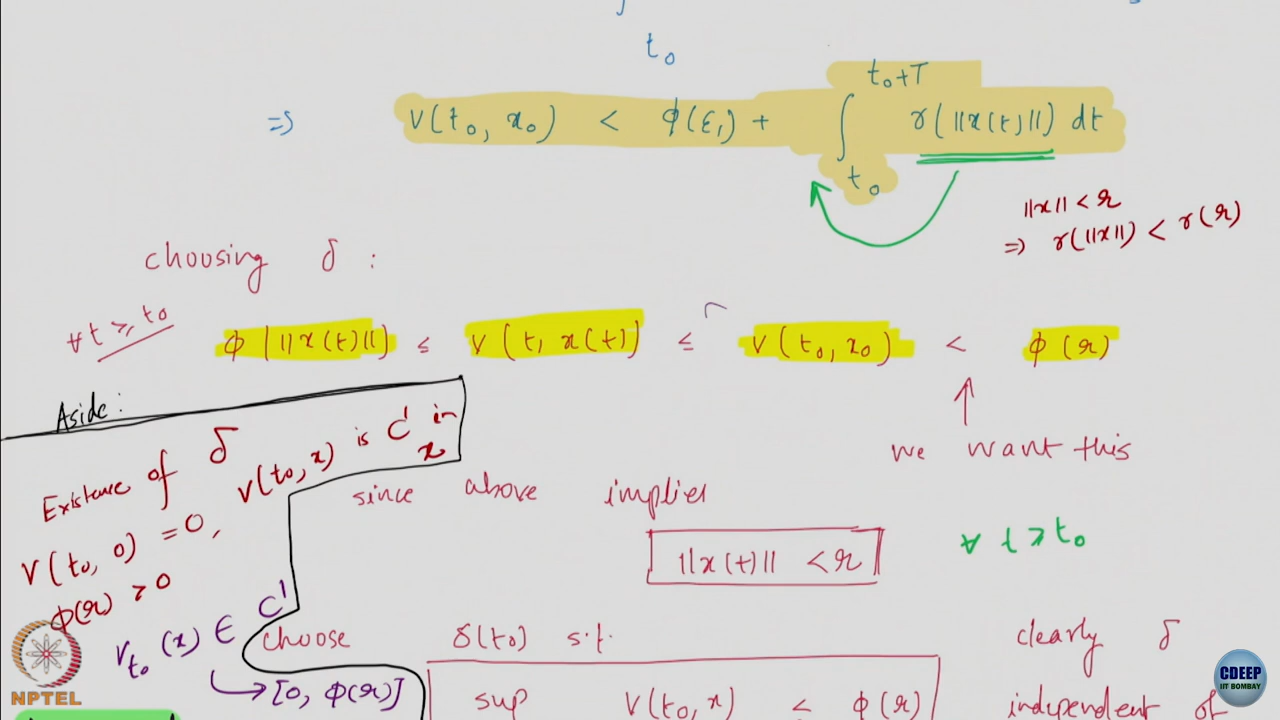 t₀
t₀+T
⇒ V(t₀, x₀) < φ(ε₁) + ∫ γ(||x(t)||) dt
t₀
||x|| < r
⇒ γ(||x||) < γ(r)
choosing δ :
∀ t ≥ t₀ φ(||x(t)||) ≤ V(t, x(t)) ≤ V(t₀, x₀) < φ(r)
↑
we want this
Aside:
Existence of δ
V(t₀, x) is C¹ in x
V(t₀, 0) = 0,
φ(r) > 0
V_{t₀}(x) ∈ C¹
↳ [0, φ(r)]
since above implies
||x(t)|| < r ∀ t ≥ t₀
choose δ(t₀) s.t. clearly δ
sup V(t₀, x) < φ(r) independent of
NPTEL
CDEEP
IIT BOMBAY